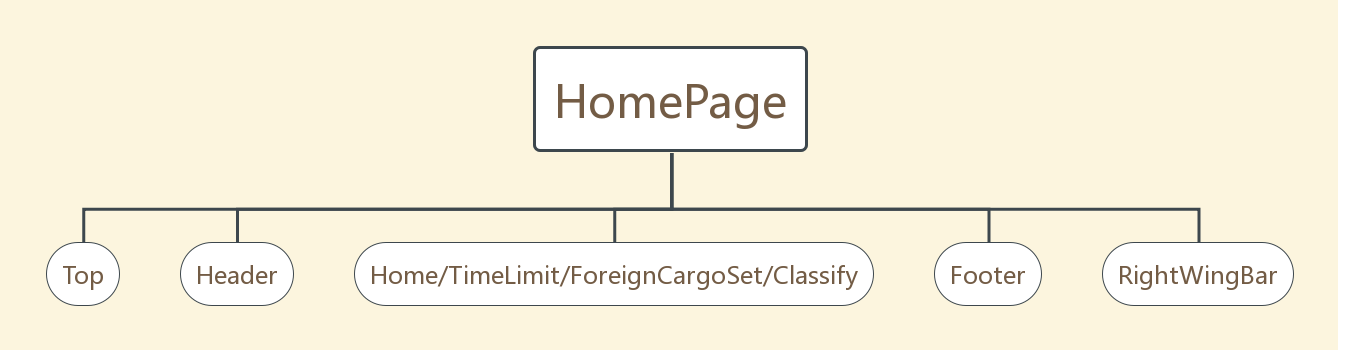 HomePage
Top
Header
Home/TimeLimit/ForeignCargoSet/Classify
Footer
RightWingBar